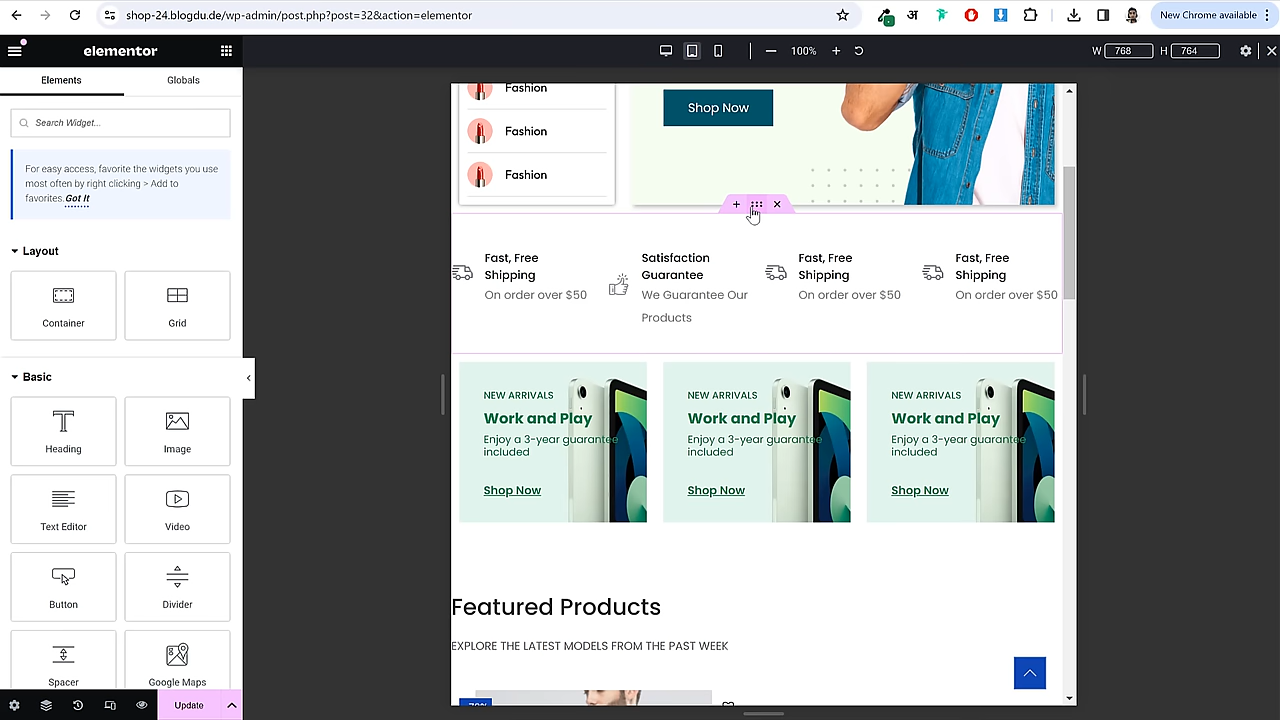 shop-24.blogdu.de/wp-admin/post.php?post=32&action=elementor
अ
New Chrome available
elementor
100%
W 768 H 764
Elements Globals
Search Widget...
For easy access, favorite the widgets you use
most often by right clicking > Add to
favorites. Got It
Layout
Container Grid
Basic
Heading Image
Text Editor Video
Button Divider
Spacer Google Maps
Update
Fashion
Fashion
Fashion
Shop Now
Fast, Free
Shipping
On order over $50
Satisfaction
Guarantee
We Guarantee Our
Products
Fast, Free
Shipping
On order over $50
Fast, Free
Shipping
On order over $50
NEW ARRIVALS
Work and Play
Enjoy a 3-year guarantee
included
Shop Now
NEW ARRIVALS
Work and Play
Enjoy a 3-year guarantee
included
Shop Now
NEW ARRIVALS
Work and Play
Enjoy a 3-year guarantee
included
Shop Now
Featured Products
EXPLORE THE LATEST MODELS FROM THE PAST WEEK